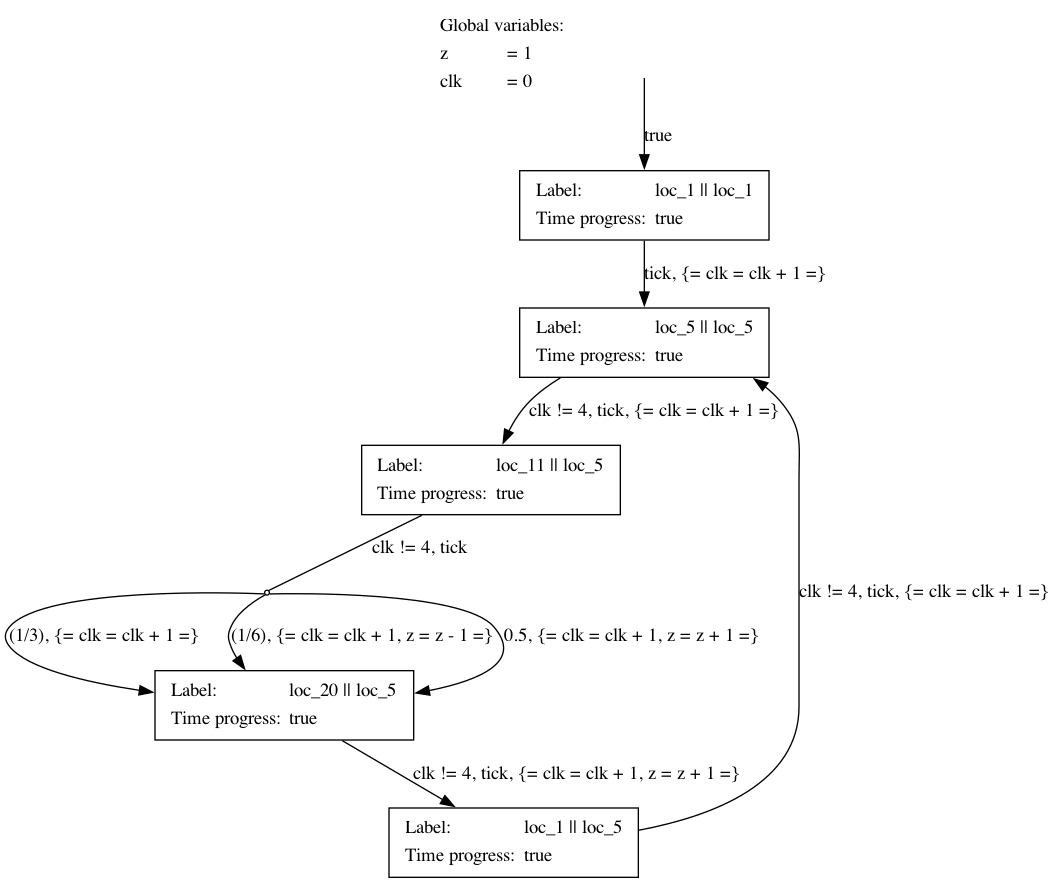 Global variables:
z = 1
clk = 0
true
Label: loc_1 || loc_1
Time progress: true
tick, {= clk = clk + 1 =}
Label: loc_5 || loc_5
Time progress: true
clk != 4, tick, {= clk = clk + 1 =}
Label: loc_11 || loc_5
Time progress: true
clk != 4, tick
clk != 4, tick, {= clk = clk + 1 =}
(1/3), {= clk = clk + 1 =}
(1/6), {= clk = clk + 1, z = z - 1 =}
0.5, {= clk = clk + 1, z = z + 1 =}
Label: loc_20 || loc_5
Time progress: true
clk != 4, tick, {= clk = clk + 1, z = z + 1 =}
Label: loc_1 || loc_5
Time progress: true